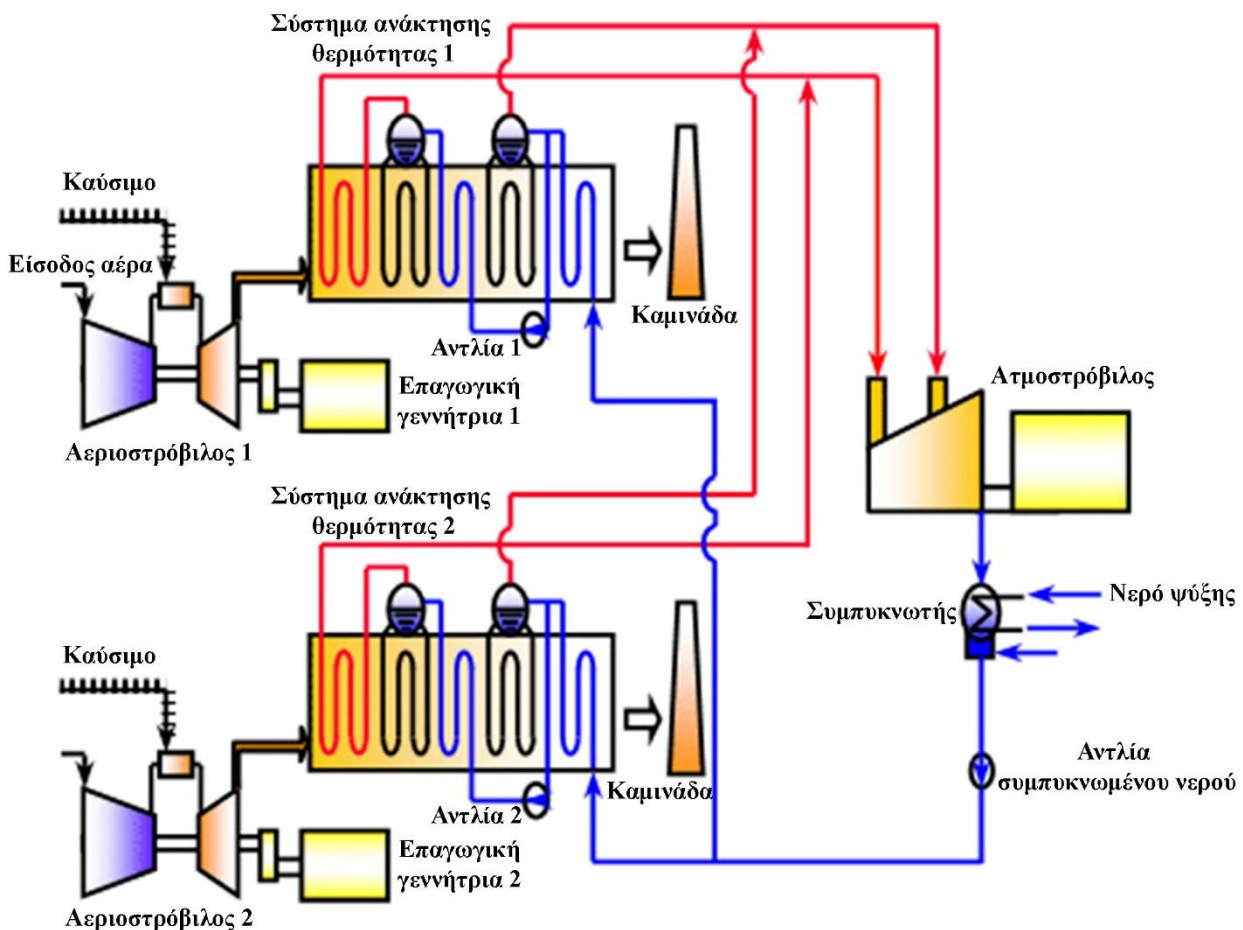 Σύστημα ανάκτησης
θερμότητας 1
Καύσιμο
Είσοδος αέρα
Καμινάδα
Αντλία 1
Επαγωγική
γεννήτρια 1
Αεριοστρόβιλος 1
Ατμοστρόβιλος
Σύστημα ανάκτησης
θερμότητας 2
Συμπυκνωτής
Νερό ψύξης
Καύσιμο
Καμινάδα
Αντλία 2
Αντλία
συμπυκνωμένου νερού
Επαγωγική
γεννήτρια 2
Αεριοστρόβιλος 2